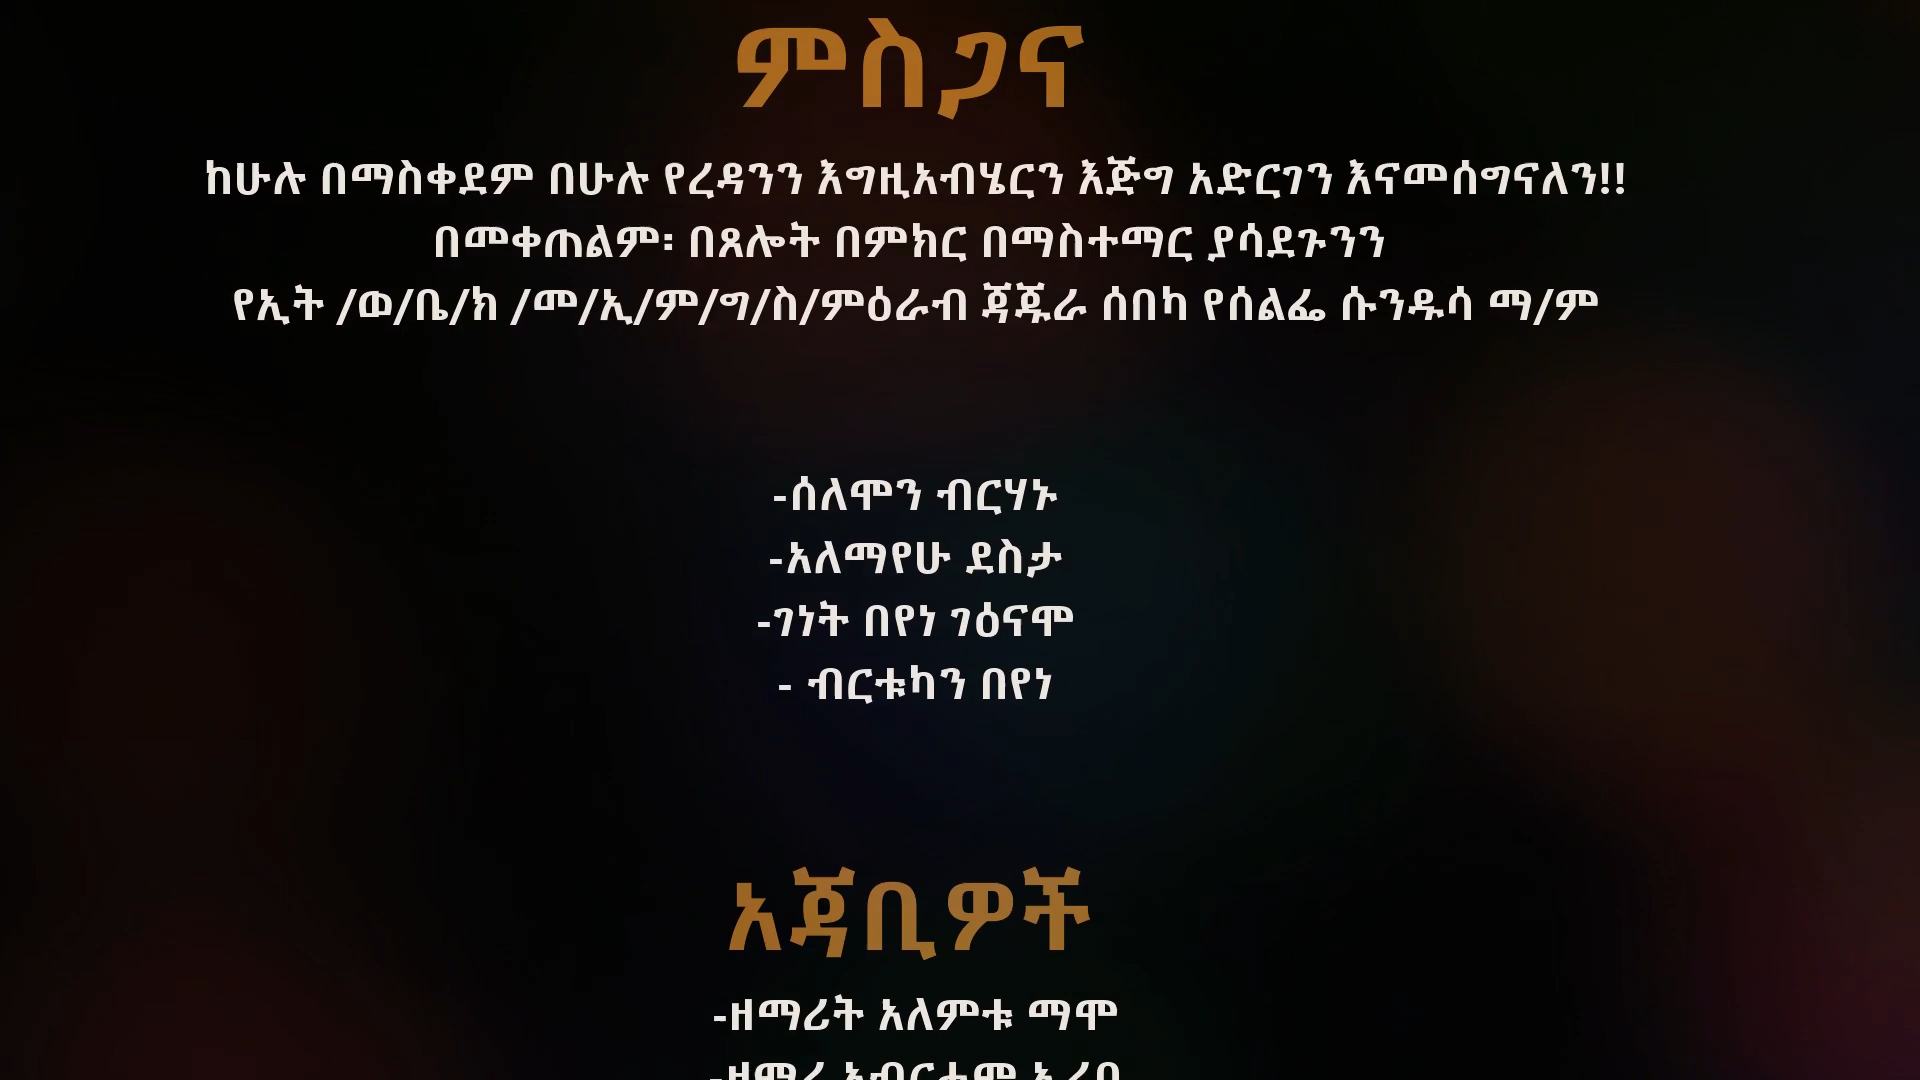 ምስጋና
ከሁሉ በማስቀደም በሁሉ የረዳንን እግዚአብሄርን እጅግ አድርገን እናመሰግናለን!!
በመቀጠልም፡ በጸሎት በምክር በማስተማር ያሳደጉንን
የኢት /ወ/ቤ/ክ /መ/ኢ/ም/ግ/ስ/ምዕራብ ጃጁራ ሰበካ የሰልፌ ሱንዱሳ ማ/ም
-ሰለሞን ብርሃኑ
-አለማየሁ ደስታ
-ገነት በየነ ገዕናሞ
- ብርቱካን በየነ
አጃቢዎች
-ዘማሪት አለምቱ ማሞ